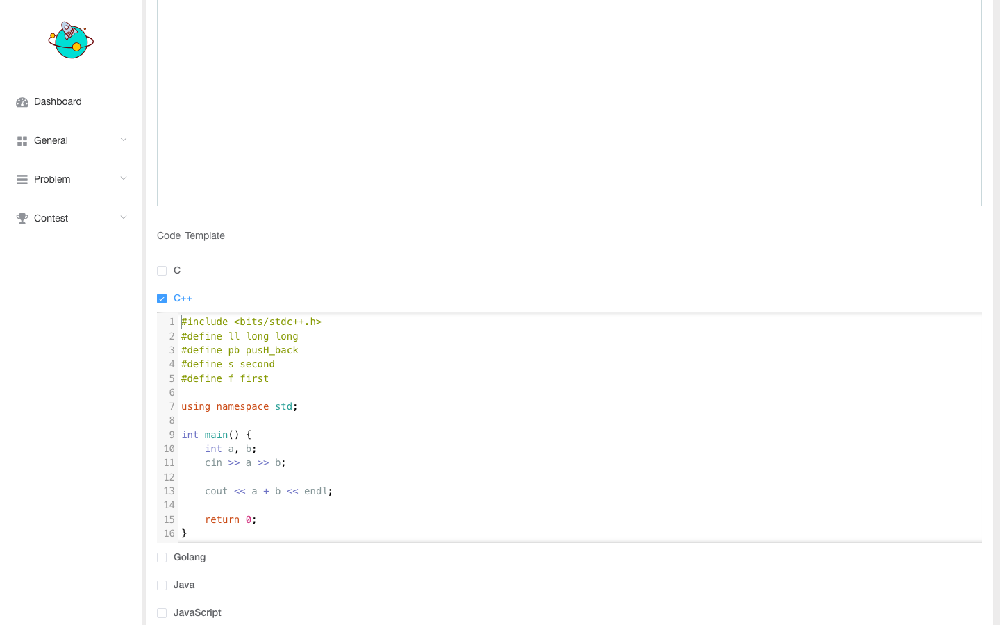 Dashboard
General
Problem
Contest
Code_Template
C
C++
1 #include <bits/stdc++.h>
2 #define ll long long
3 #define pb pusH_back
4 #define s second
5 #define f first
6
7 using namespace std;
8
9 int main() {
10     int a, b;
11     cin >> a >> b;
12
13     cout << a + b << endl;
14
15     return 0;
16 }
Golang
Java
JavaScript